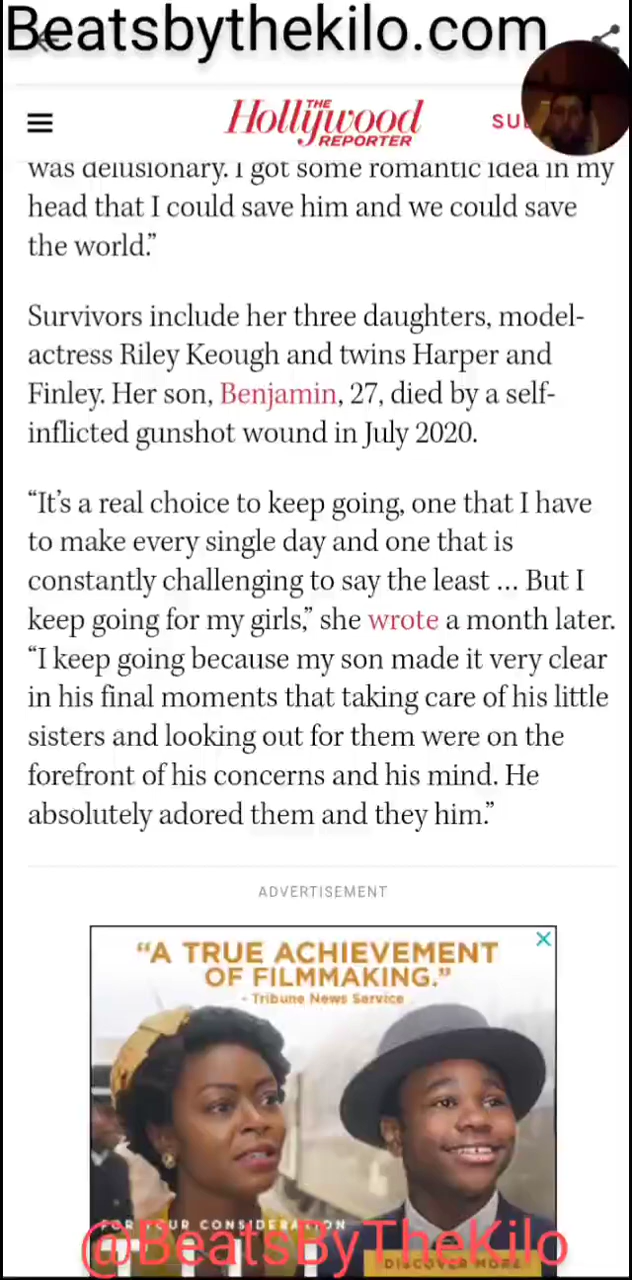 Beatsbythekilo.com
THE
Hollywood
REPORTER
was delusionary. I got some romantic idea in my
head that I could save him and we could save
the world.”
Survivors include her three daughters, model-
actress Riley Keough and twins Harper and
Finley. Her son, Benjamin, 27, died by a self-
inflicted gunshot wound in July 2020.
“It’s a real choice to keep going, one that I have
to make every single day and one that is
constantly challenging to say the least ... But I
keep going for my girls,” she wrote a month later.
“I keep going because my son made it very clear
in his final moments that taking care of his little
sisters and looking out for them were on the
forefront of his concerns and his mind. He
absolutely adored them and they him.”
ADVERTISEMENT
“A TRUE ACHIEVEMENT
OF FILMMAKING.”
- Tribune News Service
FOR YOUR CONSIDERATION
@BeatsByTheKilo
DISCOVER MORE